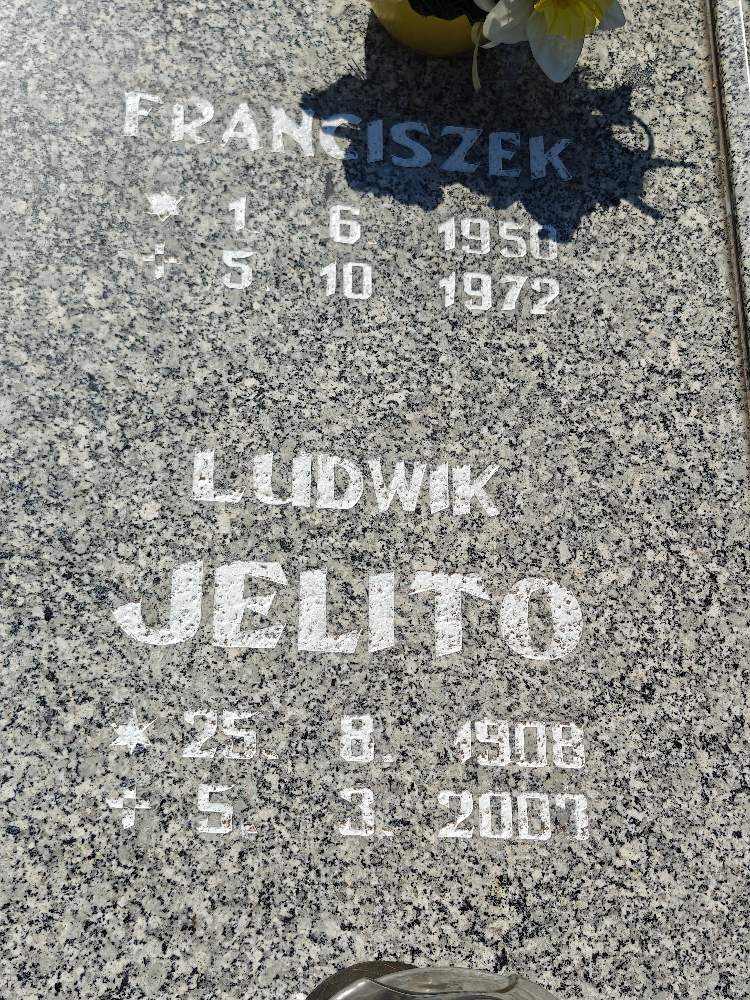 FRANCISZEK
* 1 6 1950
+ 5 10 1972
LUDWIK
JELITO
* 25. 8. 1908
+ 5. 3. 2007